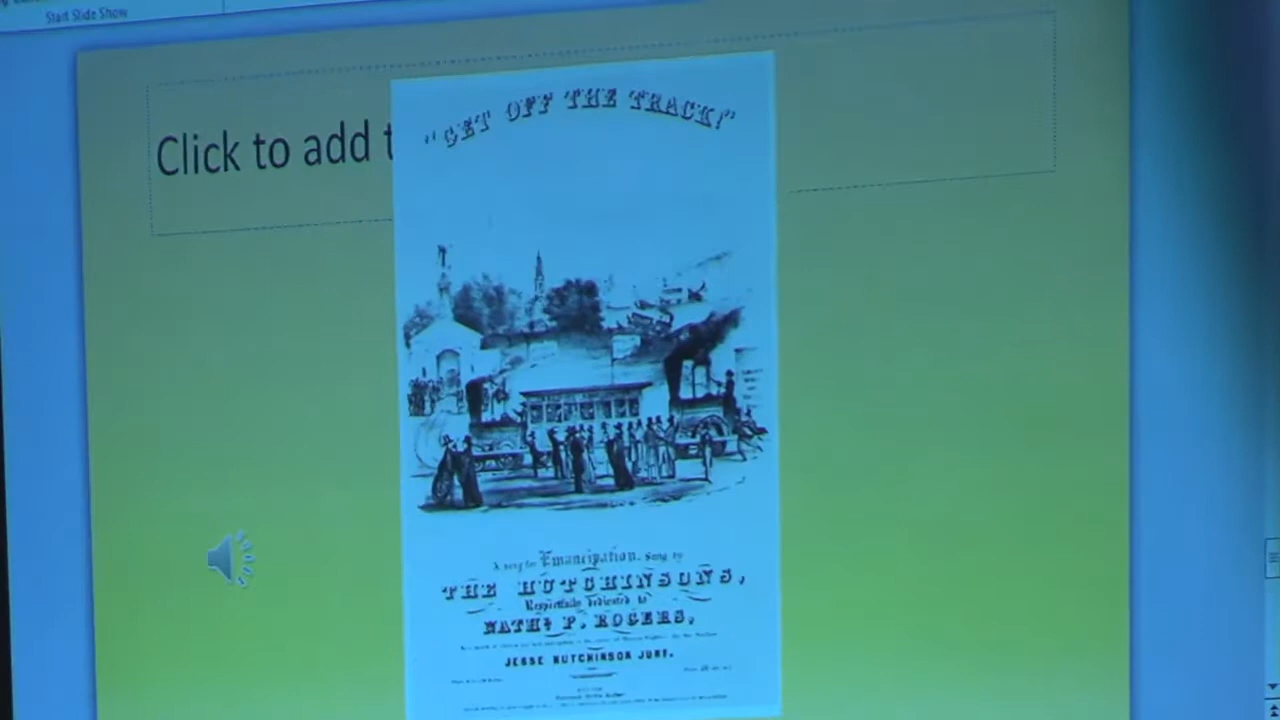 Start Slide Show
Click to add t
"GET OFF THE TRACK!"
A song for Emancipation, Sung by
THE HUTCHINSONS,
Respectfully dedicated to
NATHL P. ROGERS,
JESSE HUTCHINSON JUNR.